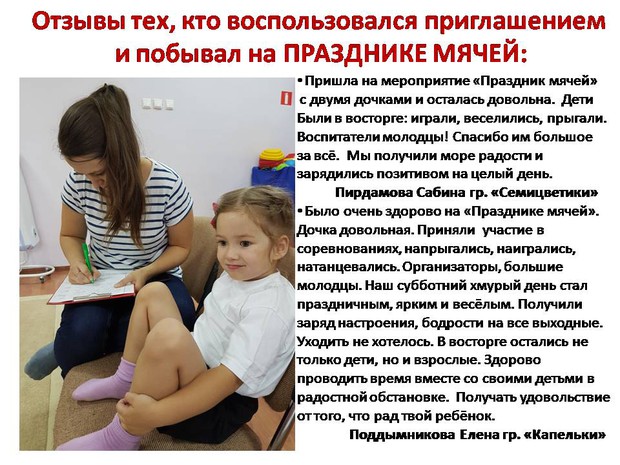 Отзывы тех, кто воспользовался приглашением
и побывал на ПРАЗДНИКЕ МЯЧЕЙ:
• Пришла на мероприятие «Праздник мячей»
с двумя дочками и осталась довольна. Дети
Были в восторге: играли, веселились, прыгали.
Воспитатели молодцы! Спасибо им большое
за всё. Мы получили море радости и
зарядились позитивом на целый день.
Пирдамова Сабина гр. «Семицветики»
• Было очень здорово на «Празднике мячей».
Дочка довольная. Приняли участие в
соревнованиях, напрыгались, наигрались,
натанцевались. Организаторы, большие
молодцы. Наш субботний хмурый день стал
праздничным, ярким и весёлым. Получили
заряд настроения, бодрости на все выходные.
Уходить не хотелось. В восторге остались не
только дети, но и взрослые. Здорово
проводить время вместе со своими детьми в
радостной обстановке. Получать удовольствие
от того, что рад твой ребёнок.
Поддымникова Елена гр. «Капельки»